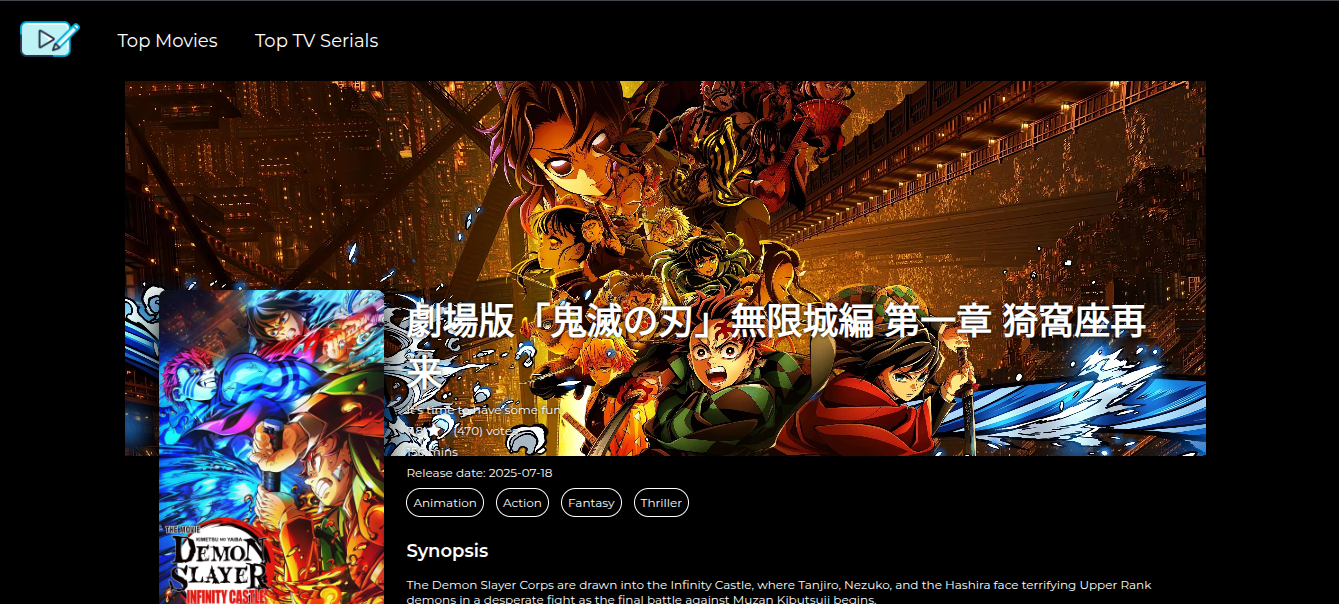 Top Movies
Top TV Serials
劇場版「鬼滅の刃」無限城編 第一章 猗窩座再
来
It's time to have some fun
(470) votes
mins
Release date: 2025-07-18
Animation
Action
Fantasy
Thriller
THE MOVIE
KIMETSU NO YAIBA
DEMON
SLAYER
INFINITY CASTLE
Synopsis
The Demon Slayer Corps are drawn into the Infinity Castle, where Tanjiro, Nezuko, and the Hashira face terrifying Upper Rank
demons in a desperate fight as the final battle against Muzan Kibutsuji begins.